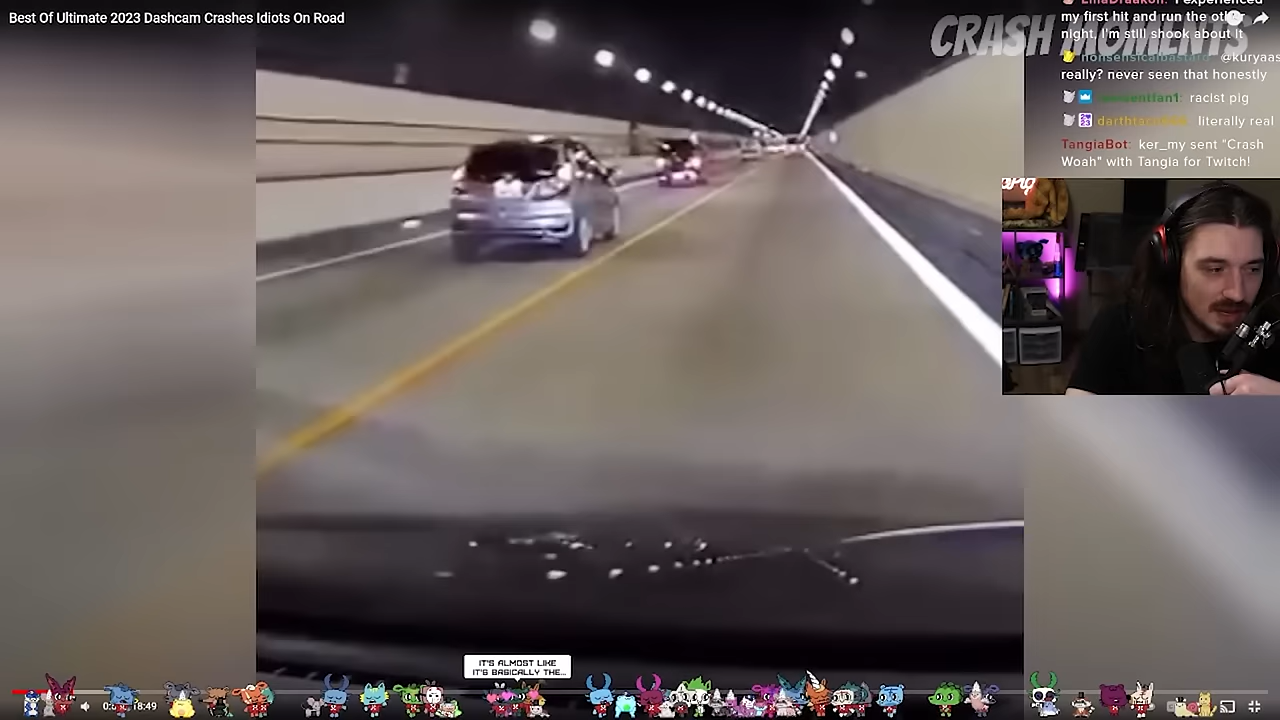 Best Of Ultimate 2023 Dashcam Crashes Idiots On Road
CRASH MOMENTS
I experienced
my first hit and run the other
night. I'm still shook about it
@kuryaas
really? never seen that honestly
racist pig
literally real
TangiaBot: ker_my sent "Crash
Woah" with Tangia for Twitch!
IT'S ALMOST LIKE
IT'S BASICALLY THE...